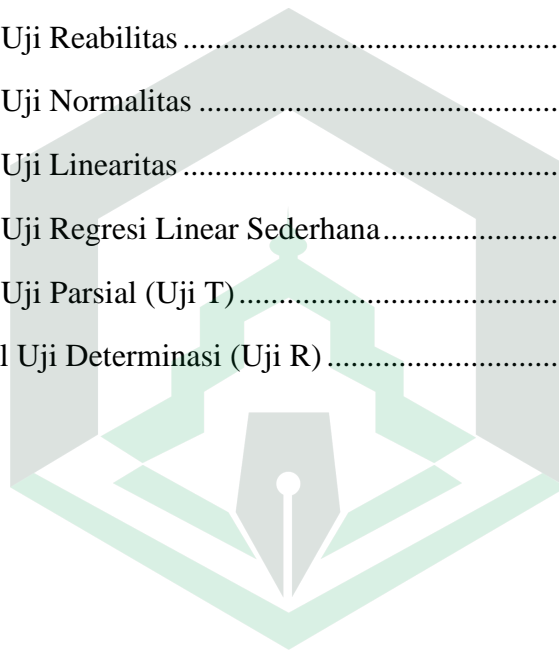 Uji Reabilitas ................................................
Uji Normalitas ..............................................
Uji Linearitas ................................................
Uji Regresi Linear Sederhana......................
Uji Parsial (Uji T) .........................................
l Uji Determinasi (Uji R) .............................